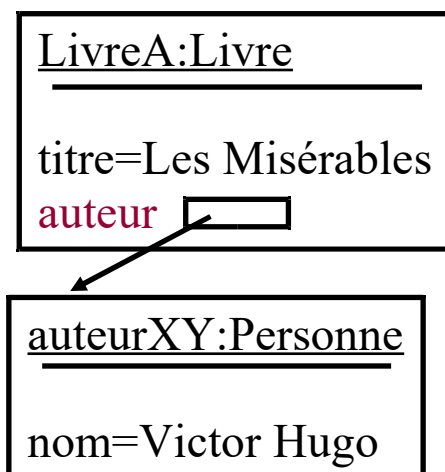 LivreA:Livre
titre=Les Misérables
auteur
auteurXY:Personne
nom=Victor Hugo